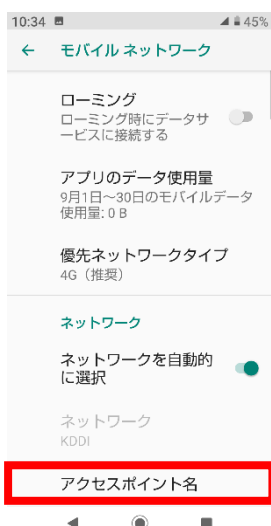 10:34
45%
モバイル ネットワーク
ローミング
ローミング時にデータサ
ービスに接続する
アプリのデータ使用量
9月1日～30日のモバイルデータ
使用量: 0 B
優先ネットワークタイプ
4G（推奨）
ネットワーク
ネットワークを自動的
に選択
ネットワーク
KDDI
アクセスポイント名